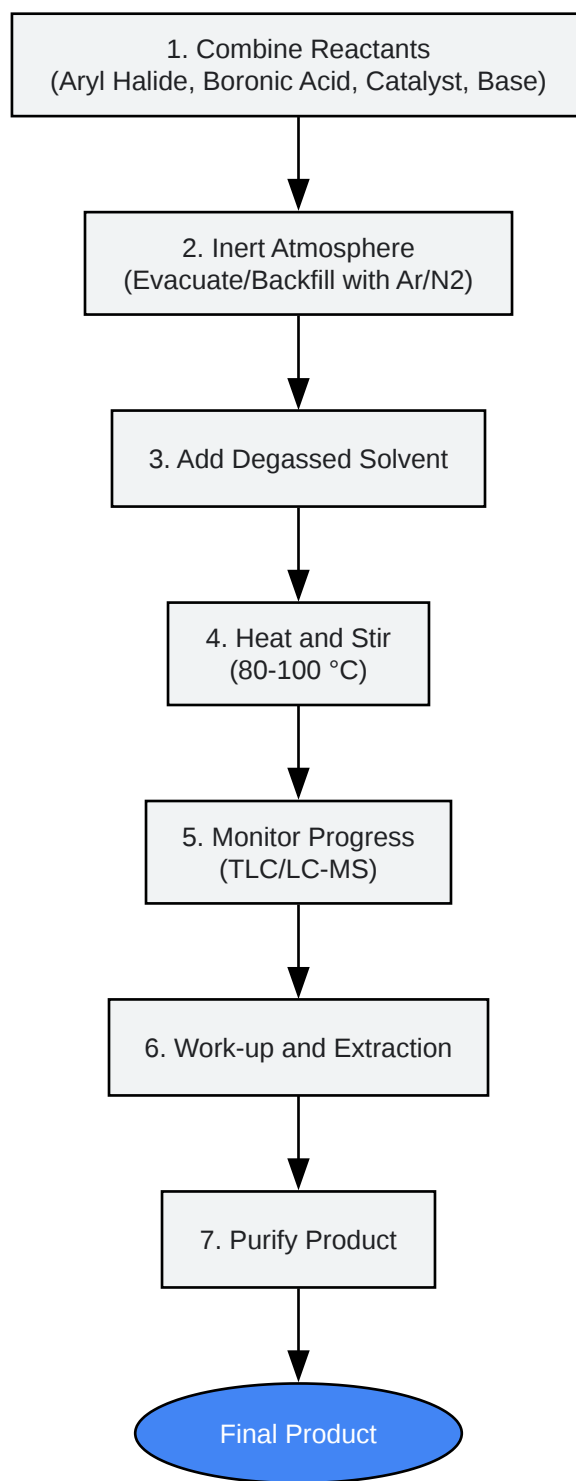 1. Combine Reactants
(Aryl Halide, Boronic Acid, Catalyst, Base)
2. Inert Atmosphere
(Evacuate/Backfill with Ar/N2)
3. Add Degassed Solvent
4. Heat and Stir
(80-100 °C)
5. Monitor Progress
(TLC/LC-MS)
6. Work-up and Extraction
7. Purify Product
Final Product